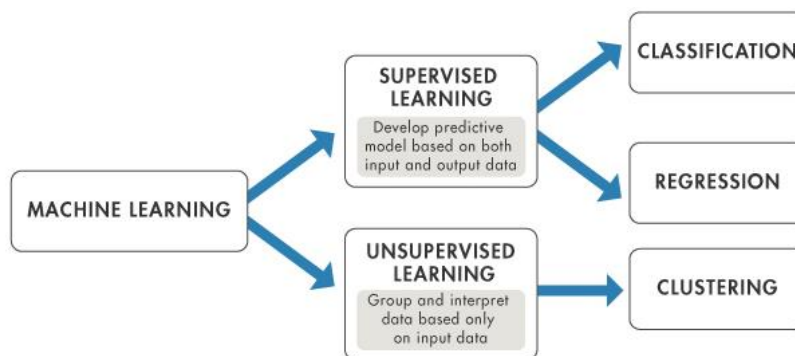 MACHINE LEARNING
SUPERVISED
LEARNING
Develop predictive
model based on both
input and output data
UNSUPERVISED
LEARNING
Group and interpret
data based only
on input data
CLASSIFICATION
REGRESSION
CLUSTERING